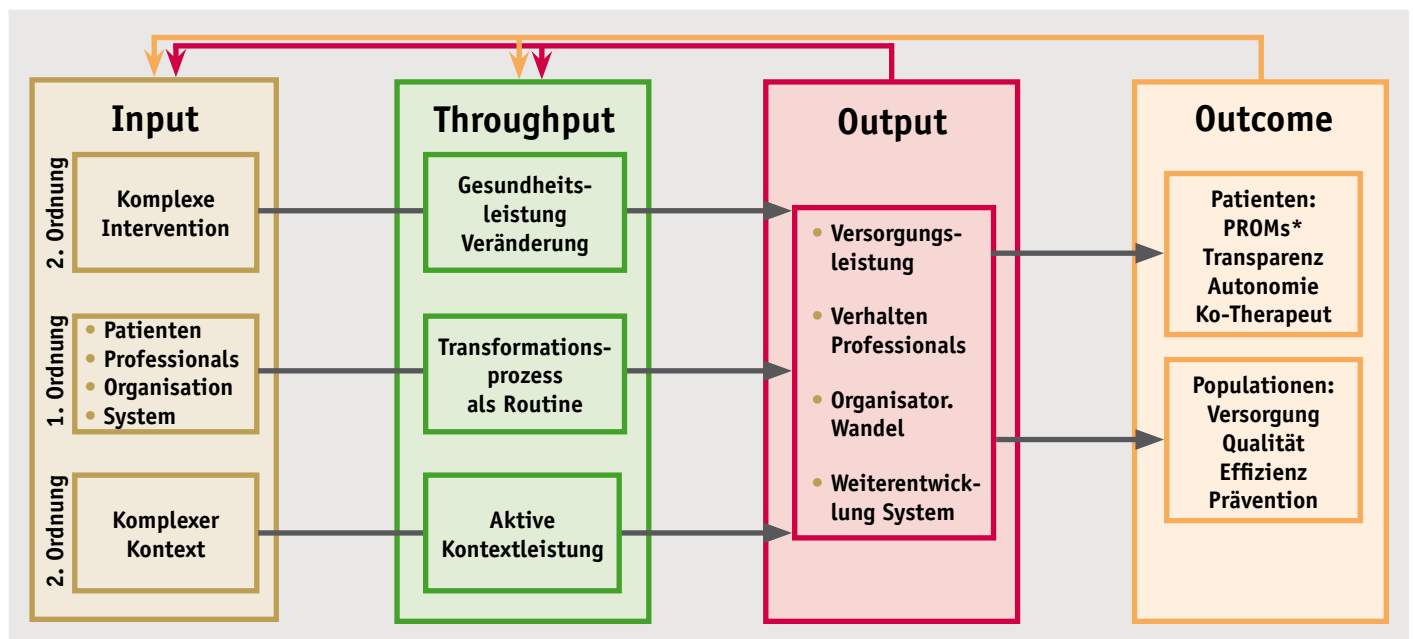 Input
2. Ordnung
Komplexe
Intervention
1. Ordnung
• Patienten
• Professionals
• Organisation
• System
2. Ordnung
Komplexer
Kontext
Throughput
Gesundheits-
leistung
Veränderung
Transformations-
prozess
als Routine
Aktive
Kontextleistung
Output
• Versorgungs-
leistung
• Verhalten
Professionals
• Organisator.
Wandel
• Weiterentwick-
lung System
Outcome
Patienten:
PROMs*
Transparenz
Autonomie
Ko-Therapeut
Populationen:
Versorgung
Qualität
Effizienz
Prävention